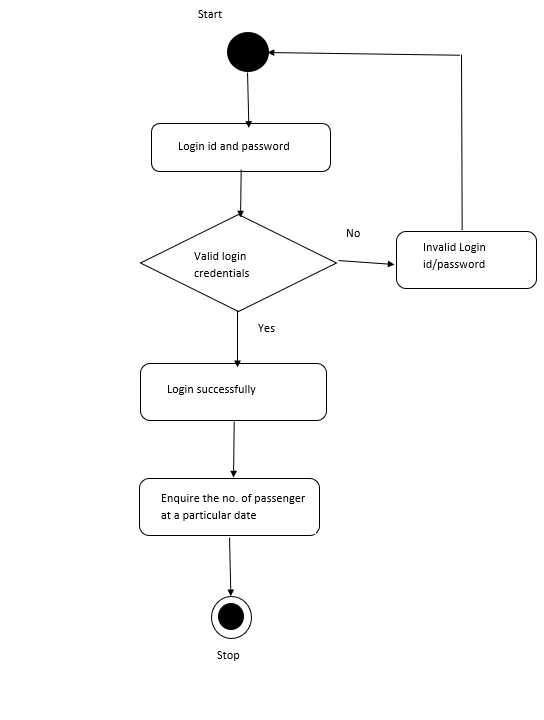 Start
Login id and password
Valid login
credentials
No
Invalid Login
id/password
Yes
Login successfully
Enquire the no. of passenger
at a particular date
Stop